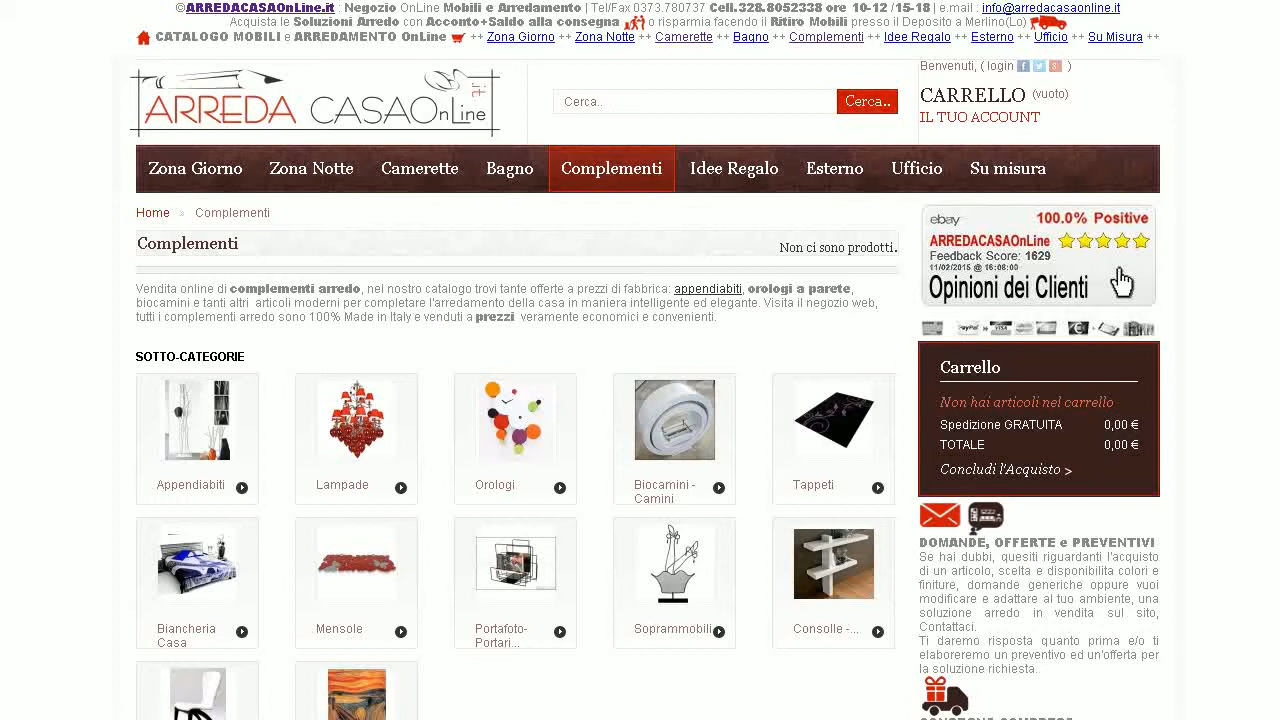 ©ARREDACASAOnLine.it : Negozio OnLine Mobili e Arredamento | Tel/Fax 0373.780737 Cell.328.8052338 ore 10-12 /15-18 | e.mail : info@arredacasaonline.it
Acquista le Soluzioni Arredo con Acconto+Saldo alla consegna o risparmia facendo il Ritiro Mobili presso il Deposito a Merlino(Lo)
CATALOGO MOBILI e ARREDAMENTO OnLine ++ Zona Giorno ++ Zona Notte ++ Camerette ++ Bagno ++ Complementi ++ Idee Regalo ++ Esterno ++ Ufficio ++ Su Misura ++
ARREDA CASAOnLine.it
Cerca..
Cerca..
Benvenuti, ( login )
CARRELLO (vuoto)
IL TUO ACCOUNT
Zona Giorno Zona Notte Camerette Bagno Complementi Idee Regalo Esterno Ufficio Su misura
Home » Complementi
Complementi
Non ci sono prodotti.
Vendita online di complementi arredo, nel nostro catalogo trovi tante offerte a prezzi di fabbrica: appendiabiti, orologi a parete,
biocamini e tanti altri articoli moderni per completare l'arredamento della casa in maniera intelligente ed elegante. Visita il negozio web,
tutti i complementi arredo sono 100% Made in Italy e venduti a prezzi veramente economici e convenienti.
SOTTO-CATEGORIE
Appendiabiti
Lampade
Orologi
Biocamini -
Camini
Tappeti
Biancheria
Casa
Mensole
Portafoto-
Portari...
Soprammobili
Consolle -...
ebay 100.0% Positive
ARREDACASAOnLine
Feedback Score: 1629
11/02/2015 @ 16:08:00
Opinioni dei Clienti
PayPal VISA
Carrello
Non hai articoli nel carrello
Spedizione GRATUITA 0,00 €
TOTALE 0,00 €
Concludi l'Acquisto >
DOMANDE, OFFERTE e PREVENTIVI
Se hai dubbi, quesiti riguardanti l'acquisto
di un articolo, scelta e disponibilita colori e
finiture, domande generiche oppure vuoi
modificare e adattare al tuo ambiente, una
soluzione arredo in vendita sul sito,
Contattaci.
Ti daremo risposta quanto prima e/o ti
elaboreremo un preventivo ed un'offerta per
la soluzione richiesta..